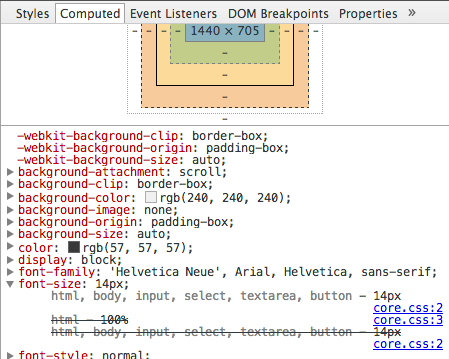 Styles Computed Event Listeners DOM Breakpoints Properties »
- - - 1440 × 705 - - -
-
-
-
-webkit-background-clip: border-box;
-webkit-background-origin: padding-box;
-webkit-background-size: auto;
background-attachment: scroll;
background-clip: border-box;
background-color: rgb(240, 240, 240);
background-image: none;
background-origin: padding-box;
background-size: auto;
color: rgb(57, 57, 57);
display: block;
font-family: 'Helvetica Neue', Arial, Helvetica, sans-serif;
font-size: 14px;
html, body, input, select, textarea, button - 14px
core.css:2
html - 100% core.css:3
html, body, input, select, textarea, button - 14px
core.css:2
font-style: normal;